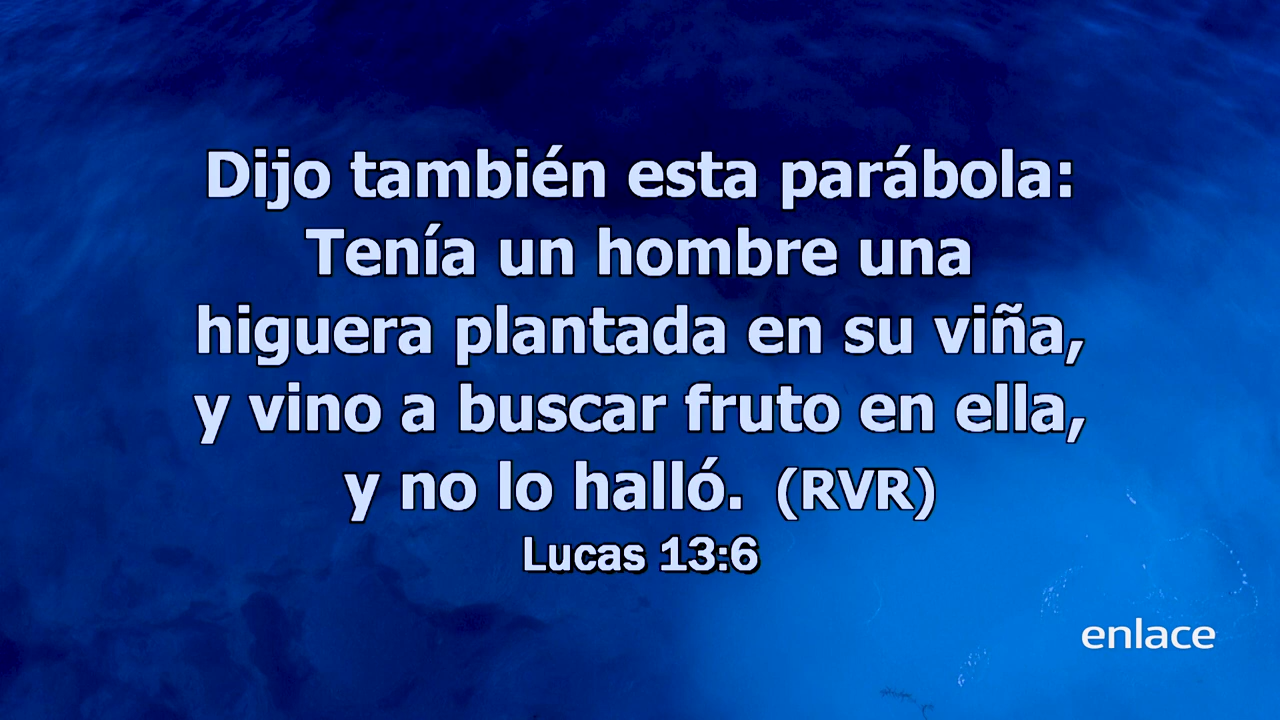 Dijo también esta parábola:
Tenía un hombre una
higuera plantada en su viña,
y vino a buscar fruto en ella,
y no lo halló. (RVR)
Lucas 13:6
enlace